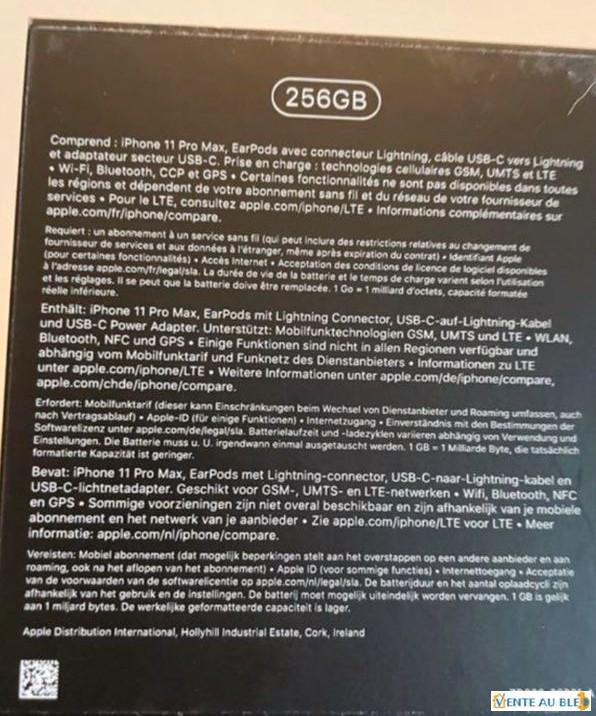 256GB
Comprend : iPhone 11 Pro Max, EarPods avec connecteur Lightning, câble USB-C vers Lightning
et adaptateur secteur USB-C. Prise en charge : technologies cellulaires GSM, UMTS et LTE
• Wi-Fi, Bluetooth, CCP et GPS • Certaines fonctionnalités ne sont pas disponibles dans toutes
les régions et dépendent de votre abonnement sans fil et du réseau de votre fournisseur de
services • Pour le LTE, consultez apple.com/iphone/LTE • Informations complémentaires sur
apple.com/fr/iphone/compare.
Requiert : un abonnement à un service sans fil (qui peut inclure des restrictions relatives au changement de
fournisseur de services et aux données à l'étranger, même après expiration du contrat) • Identifiant Apple
(pour certaines fonctionnalités) • Accès Internet • Acceptation des conditions de licence de logiciel disponibles
à l'adresse apple.com/fr/legal/sla. La durée de vie de la batterie et le temps de charge varient selon l'utilisation
et les réglages. Il se peut que la batterie doive être remplacée. 1 Go = 1 milliard d'octets, capacité formatée
réelle inférieure.
Enthält: iPhone 11 Pro Max, EarPods mit Lightning Connector, USB-C-auf-Lightning-Kabel
und USB-C Power Adapter. Unterstützt: Mobilfunktechnologien GSM, UMTS und LTE • WLAN,
Bluetooth, NFC und GPS • Einige Funktionen sind nicht in allen Regionen verfügbar und
abhängig vom Mobilfunktarif und Funknetz des Dienstanbieters • Informationen zu LTE
unter apple.com/iphone/LTE • Weitere Informationen unter apple.com/de/iphone/compare,
apple.com/chde/iphone/compare.
Erfordert: Mobilfunktarif (dieser kann Einschränkungen beim Wechsel von Dienstanbieter und Roaming umfassen, auch
nach Vertragsablauf) • Apple-ID (für einige Funktionen) • Internetzugang • Einverständnis mit den Bestimmungen der
Softwarelizenz unter apple.com/de/legal/sla. Batterielaufzeit und -ladezyklen variieren abhängig von Verwendung und
Einstellungen. Die Batterie muss u. U. irgendwann einmal ausgetauscht werden. 1 GB = 1 Milliarde Byte, die tatsächlich
formatierte Kapazität ist geringer.
Bevat: iPhone 11 Pro Max, EarPods met Lightning-connector, USB-C-naar-Lightning-kabel en
USB-C-lichtnetadapter. Geschikt voor GSM-, UMTS- en LTE-netwerken • Wifi, Bluetooth, NFC
en GPS • Sommige voorzieningen zijn niet overal beschikbaar en zijn afhankelijk van je mobiele
abonnement en het netwerk van je aanbieder • Zie apple.com/iphone/LTE voor LTE • Meer
informatie: apple.com/nl/iphone/compare.
Vereisten: Mobiel abonnement (dat mogelijk beperkingen stelt aan het overstappen op een andere aanbieder en aan
roaming, ook na het aflopen van het abonnement) • Apple ID (voor sommige functies) • Internettoegang • Acceptatie
van de voorwaarden van de softwarelicentie op apple.com/nl/legal/sla. De batterijduur en het aantal oplaadcycli zijn
afhankelijk van het gebruik en de instellingen. De batterij moet mogelijk uiteindelijk worden vervangen. 1 GB is gelijk
aan 1 miljard bytes. De werkelijke geformatteerde capaciteit is lager.
Apple Distribution International, Hollyhill Industrial Estate, Cork, Ireland
VENTE AU BLED